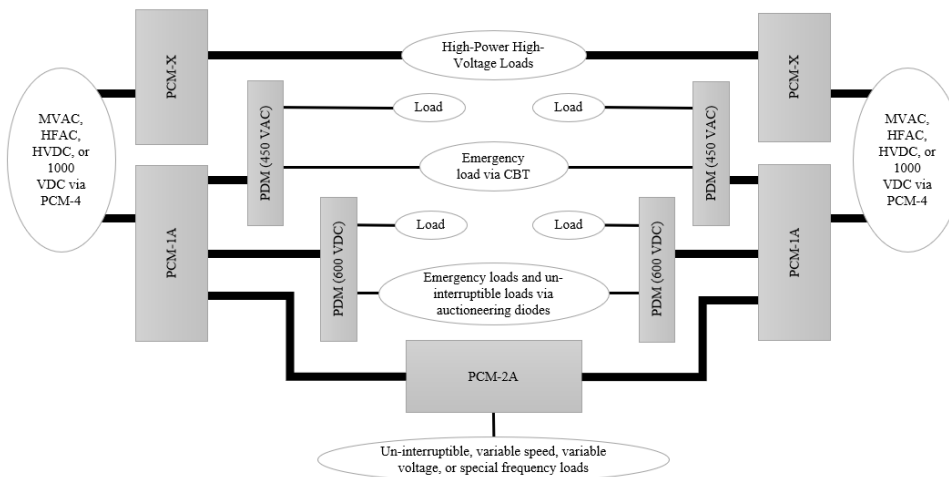 High-Power High-
Voltage Loads
PCM-X
PCM-X
MVAC,
HFAC,
HVDC, or
1000
VDC via
PCM-4
Load
Load
MVAC,
HFAC,
HVDC, or
1000
VDC via
PCM-4
PDM (450 VAC)
Emergency
load via CBT
PDM (450 VAC)
PCM-1A
Load
Load
PCM-1A
PDM (600 VDC)
Emergency loads and un-
interruptible loads via
auctioneering diodes
PDM (600 VDC)
PCM-2A
Un-interruptible, variable speed, variable
voltage, or special frequency loads